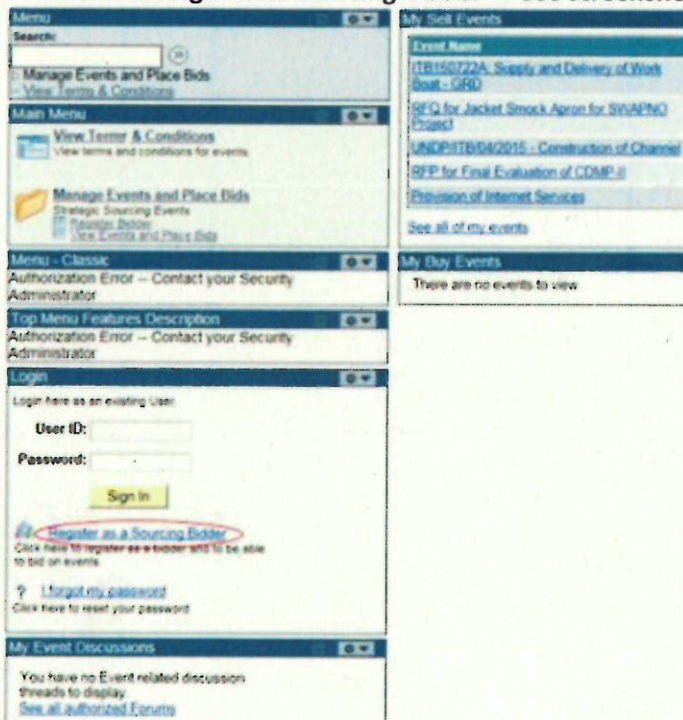 Menu
Search:
Manage Events and Place Bids
View Terms & Conditions
Main Menu
View Terms & Conditions
View terms and conditions for events
Manage Events and Place Bids
Strategic Sourcing Events
Register Bidder
View Events and Place Bids
Menu - Classic
Authorization Error -- Contact your Security
Administrator
Top Menu Features Description
Authorization Error -- Contact your Security
Administrator
Login
Login here as an existing User.
User ID:
Password:
Sign In
Register as a Sourcing Bidder
Click here to register as a bidder and to be able
to bid on events
? I forgot my password
Click here to reset your password
My Event Discussions
You have no Event related discussion
threads to display.
See all authorized Forums
My Sell Events
Event Name
ITB150722A: Supply and Delivery of Work
Boat - GRD
RFQ for Jacket Smock Apron for SWAPNO
Project
UNDP/ITB/04/2015 - Construction of Channel
RFP for Final Evaluation of CDMP-II
Provision of Internet Services
See all of my events
My Buy Events
There are no events to view